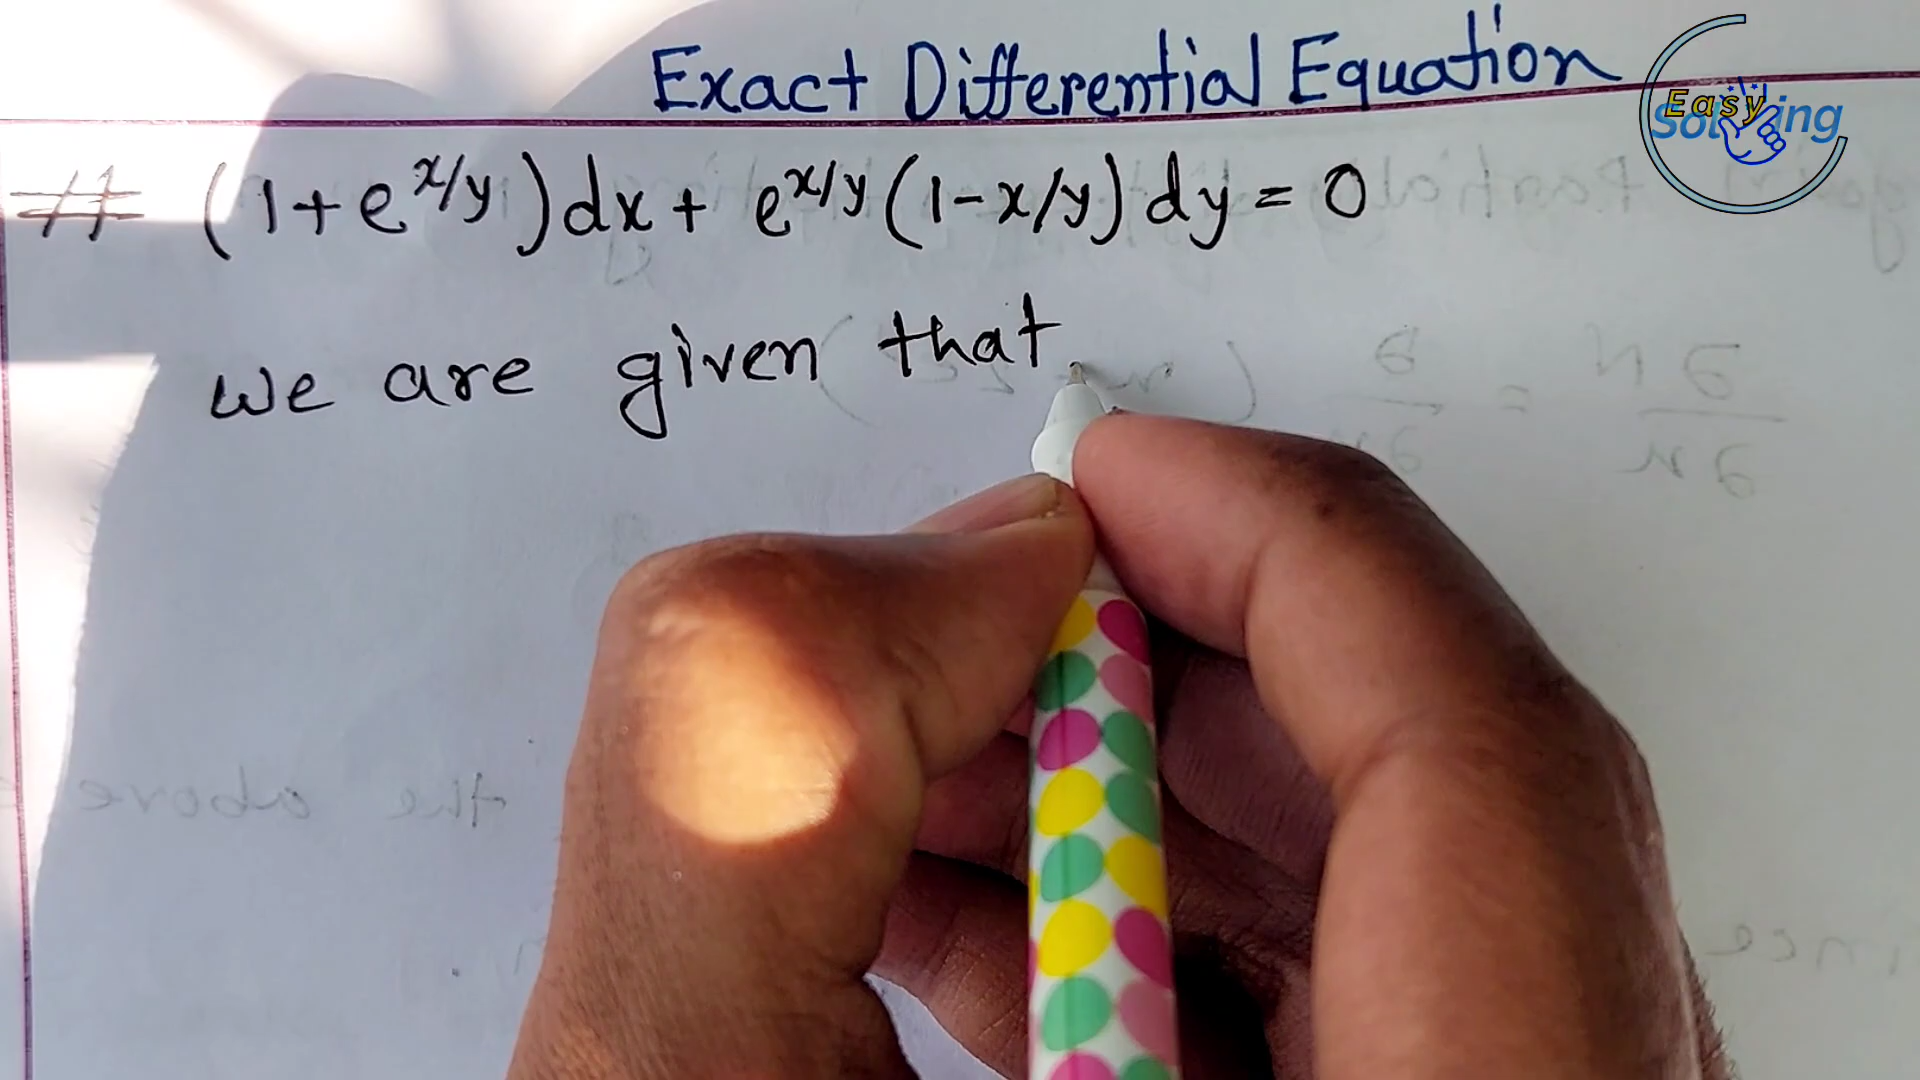 Exact Differential Equation
Easy
Solving
# (1+e^x/y)dx + e^x/y(1-x/y)dy = 0
We are given that